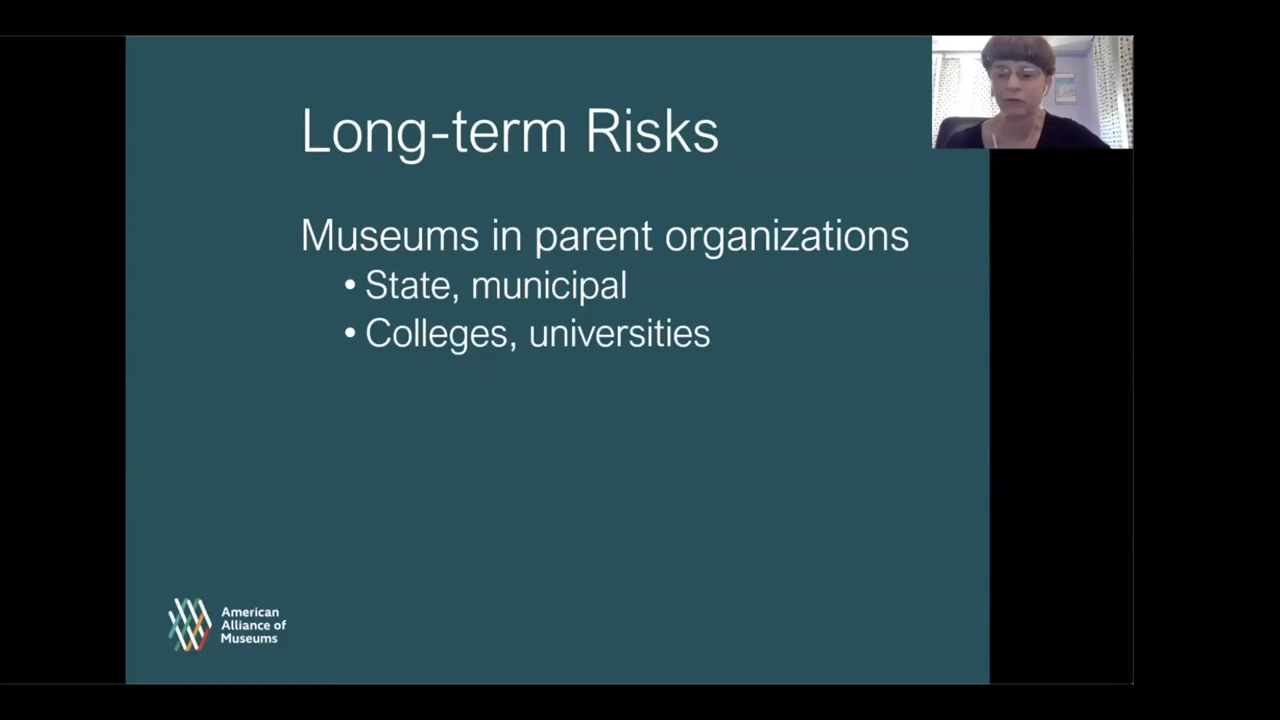 Long-term Risks
Museums in parent organizations
• State, municipal
• Colleges, universities
American
Alliance of
Museums